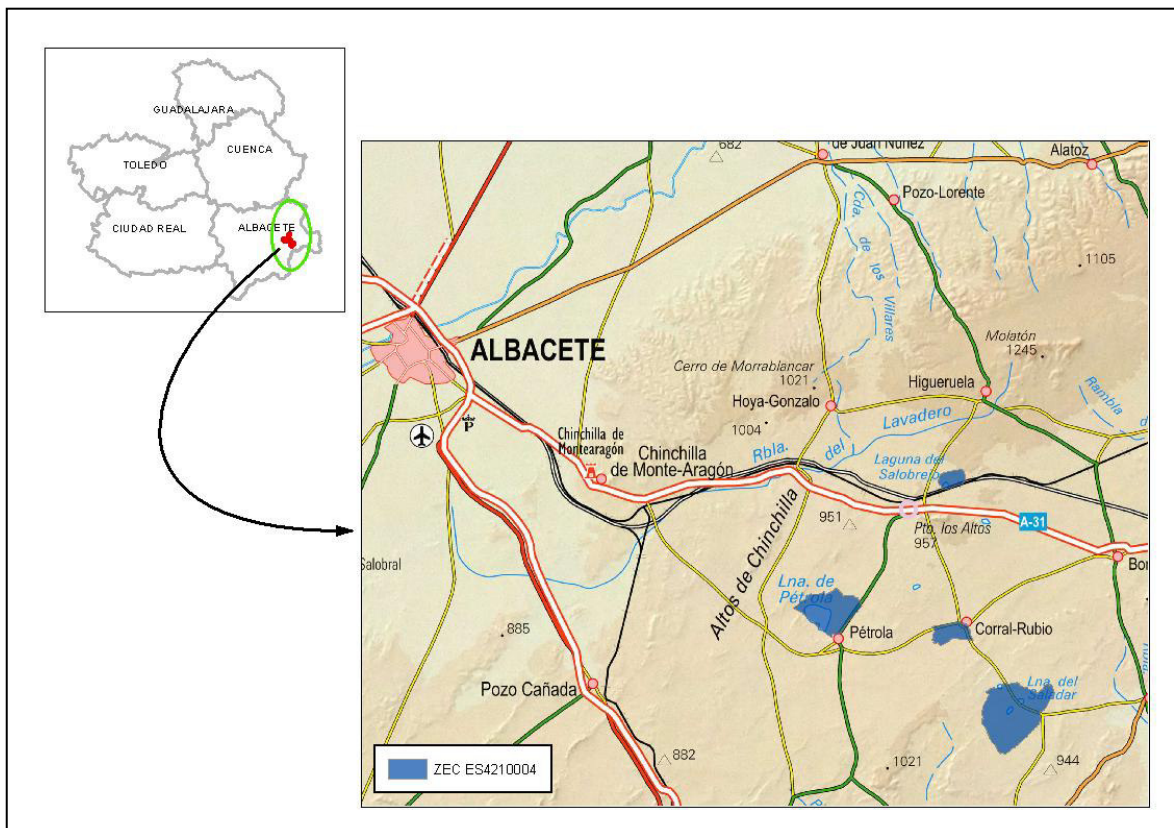 GUADALAJARA
TOLEDO
CUENCA
CIUDAD REAL
ALBACETE
682
de Juan Núñez
Alatoz
Pozo-Lorente
Cda. de los Villares
1105
ALBACETE
Molatón
1245
Cerro de Morrablancar
1021
Higueruela
Hoya-Gonzalo
1004
Rbla. del Lavadero
Rambla
P
Chinchilla de
Montearagón
Chinchilla
de Monte-Aragón
Laguna del
Salobrejo
951
Pto. los Altos
957
A-31
Altos de Chinchilla
Salobral
Lna. de
Pétrola
Bon
885
Pétrola
Corral-Rubio
Pozo Cañada
Lna. del
Saladar
882
1021
944
ZEC ES4210004